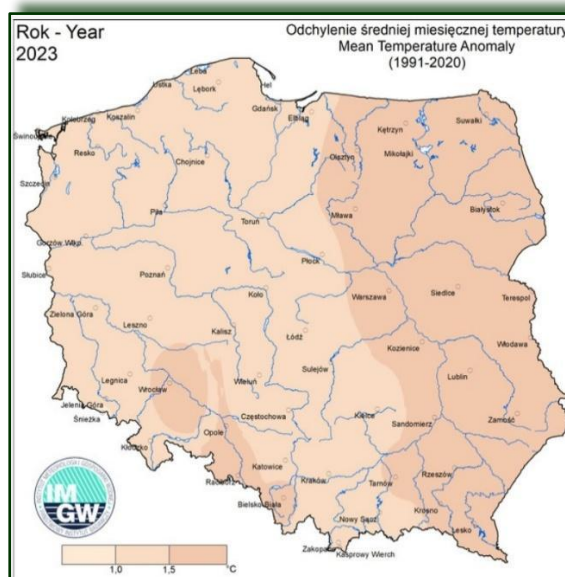 Rok - Year
2023
Odchylenie średniej miesięcznej temperatury
Mean Temperature Anomaly
(1991-2020)
Łeba
Hel
Ustka
Lębork
Kołobrzeg
Koszalin
Gdańsk
Elbląg
Kętrzyn
Suwałki
Świnoujście
Resko
Chojnice
Olsztyn
Mikołajki
Szczecin
Piła
Toruń
Mława
Białystok
Gorzów Wlkp.
Płock
Słubice
Poznań
Koło
Warszawa
Siedlce
Terespol
Zielona Góra
Leszno
Kalisz
Łódź
Kozienice
Włodawa
Legnica
Wrocław
Wieluń
Sulejów
Lublin
Jelenia Góra
Śnieżka
Częstochowa
Kielce
Sandomierz
Zamość
Kłodzko
Opole
Katowice
Racibórz
Kraków
Tarnów
Rzeszów
Bielsko-Biała
Nowy Sącz
Krosno
Lesko
Zakopane
Kasprowy Wierch
IM
GW
1,0
1,5
°C